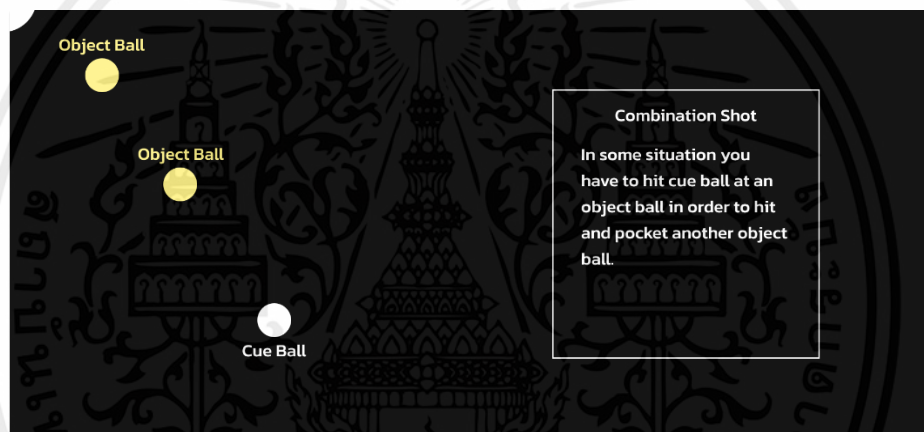 Object Ball
Object Ball
Cue Ball
Combination Shot
In some situation you
have to hit cue ball at an
object ball in order to hit
and pocket another object
ball.